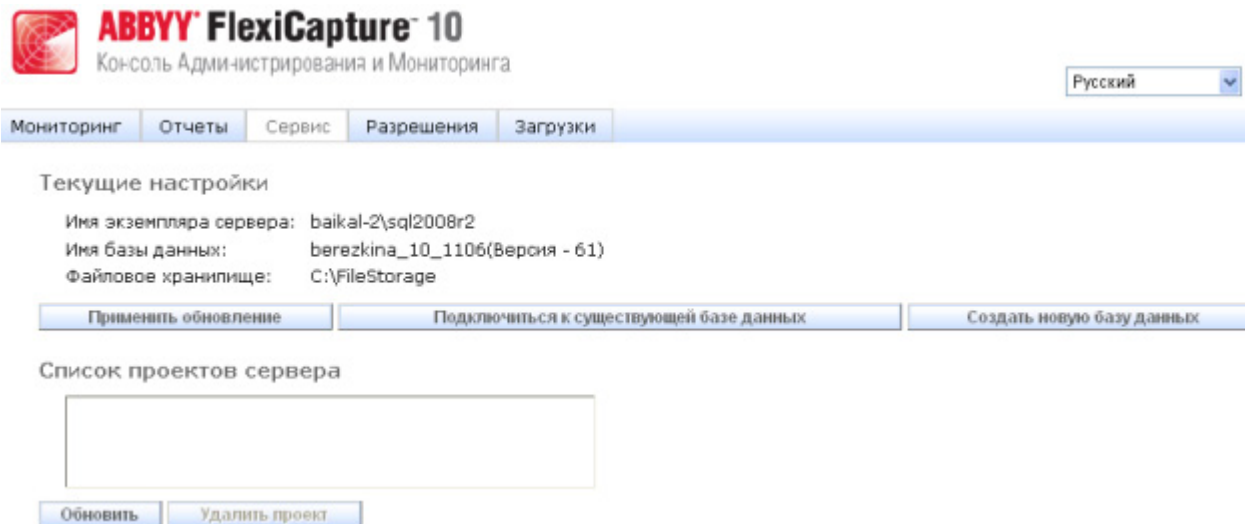 ABBYY FlexiCapture 10
Консоль Администрирования и Мониторинга
Русский
Мониторинг Отчеты Сервис Разрешения Загрузки
Текущие настройки
Имя экземпляра сервера: baikal-2\sql2008r2
Имя базы данных: berezkina_10_1106(Версия - 61)
Файловое хранилище: C:\FileStorage
Применить обновление Подключиться к существующей базе данных Создать новую базу данных
Список проектов сервера
Обновить Удалить проект